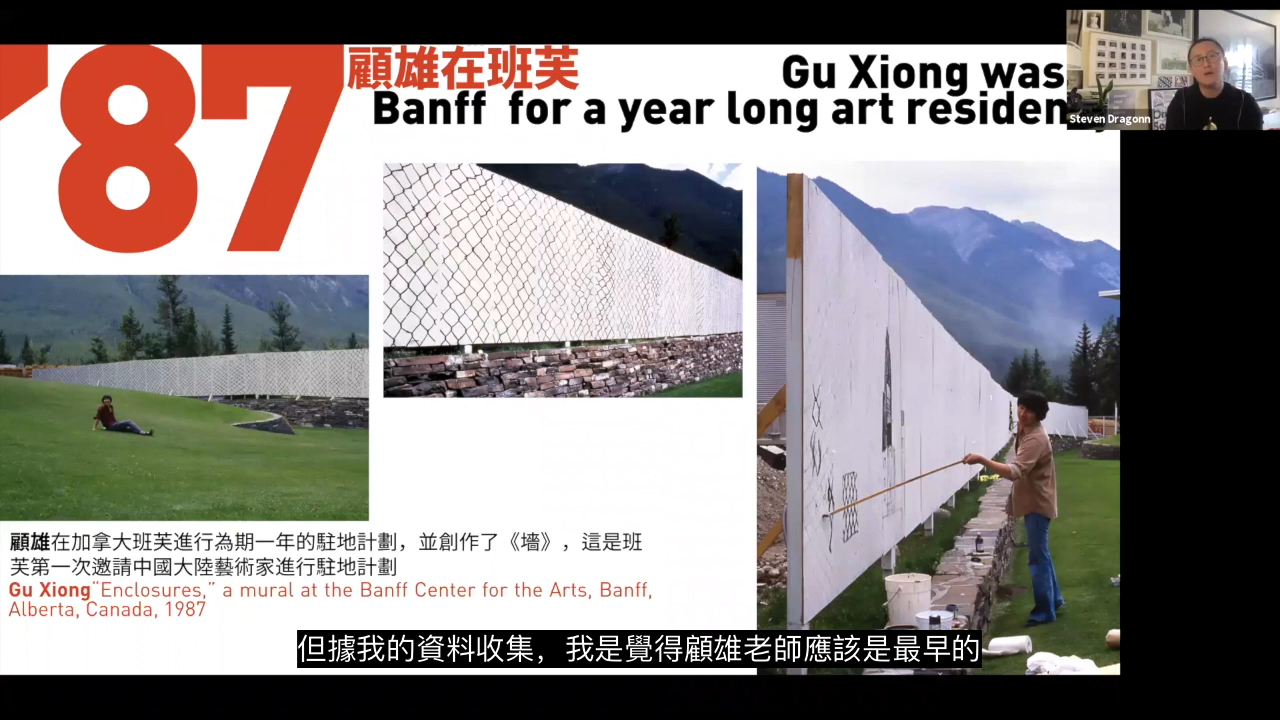 '87
顧雄在班芙
Gu Xiong was
Banff for a year long art
Steven Dragonn
顧雄在加拿大班芙進行為期一年的駐地計劃，並創作了《墻》，這是班
芙第一次邀請中國大陸藝術家進行駐地計劃
Gu Xiong“Enclosures,” a mural at the Banff Center for the Arts, Banff,
Alberta, Canada, 1987
但據我的資料收集，我是覺得顧雄老師應該是最早的